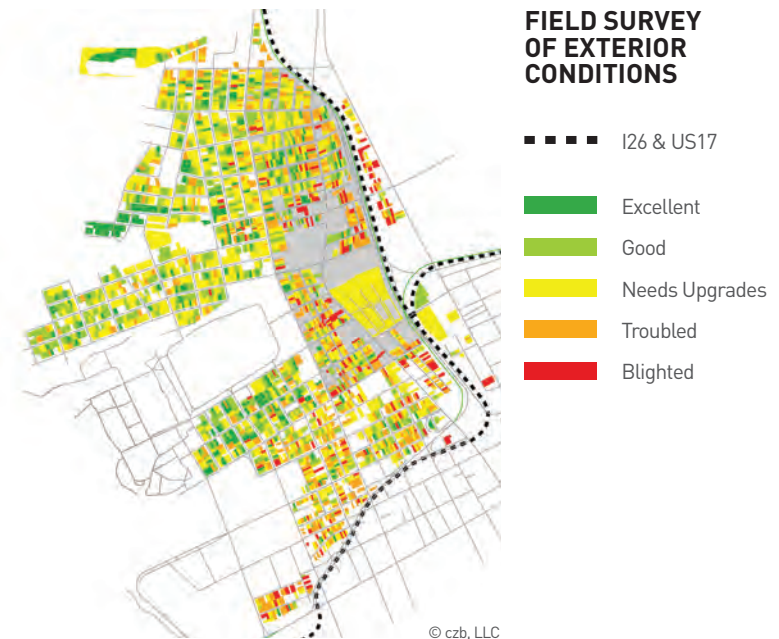 FIELD SURVEY
OF EXTERIOR
CONDITIONS
I26 & US17
Excellent
Good
Needs Upgrades
Troubled
Blighted
© czb, LLC